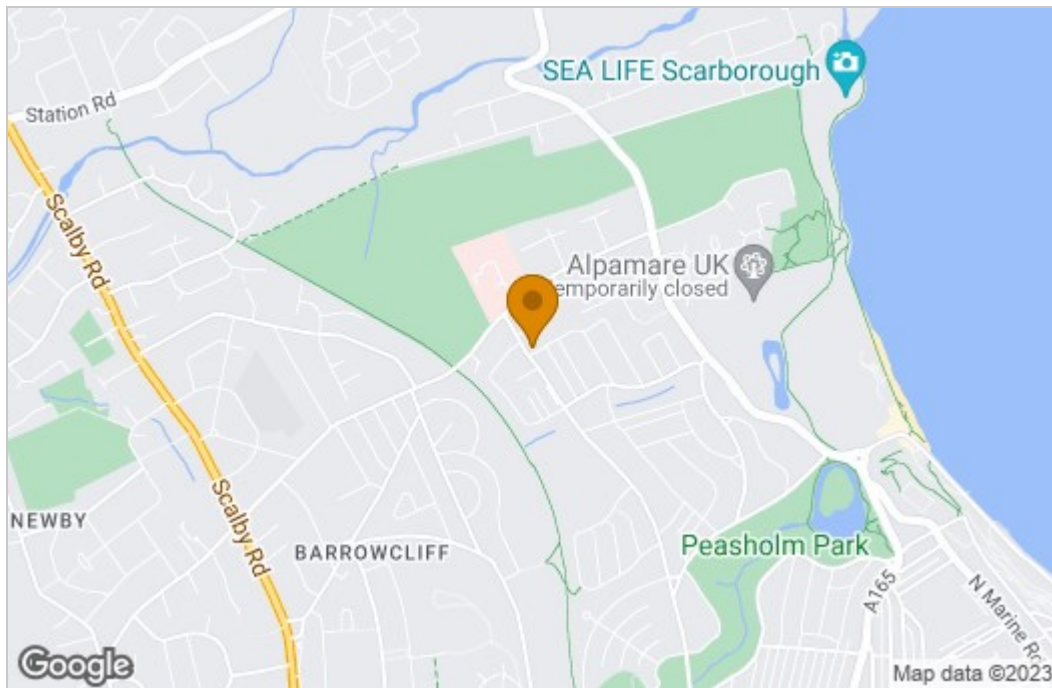 SEA LIFE Scarborough
Station Rd
Scalby Rd
Alpamare UK
temporarily closed
Scalby Rd
NEWBY
BARROWCLIFF
Peasholm Park
A165
N Marine Rd
Google
Map data ©2023